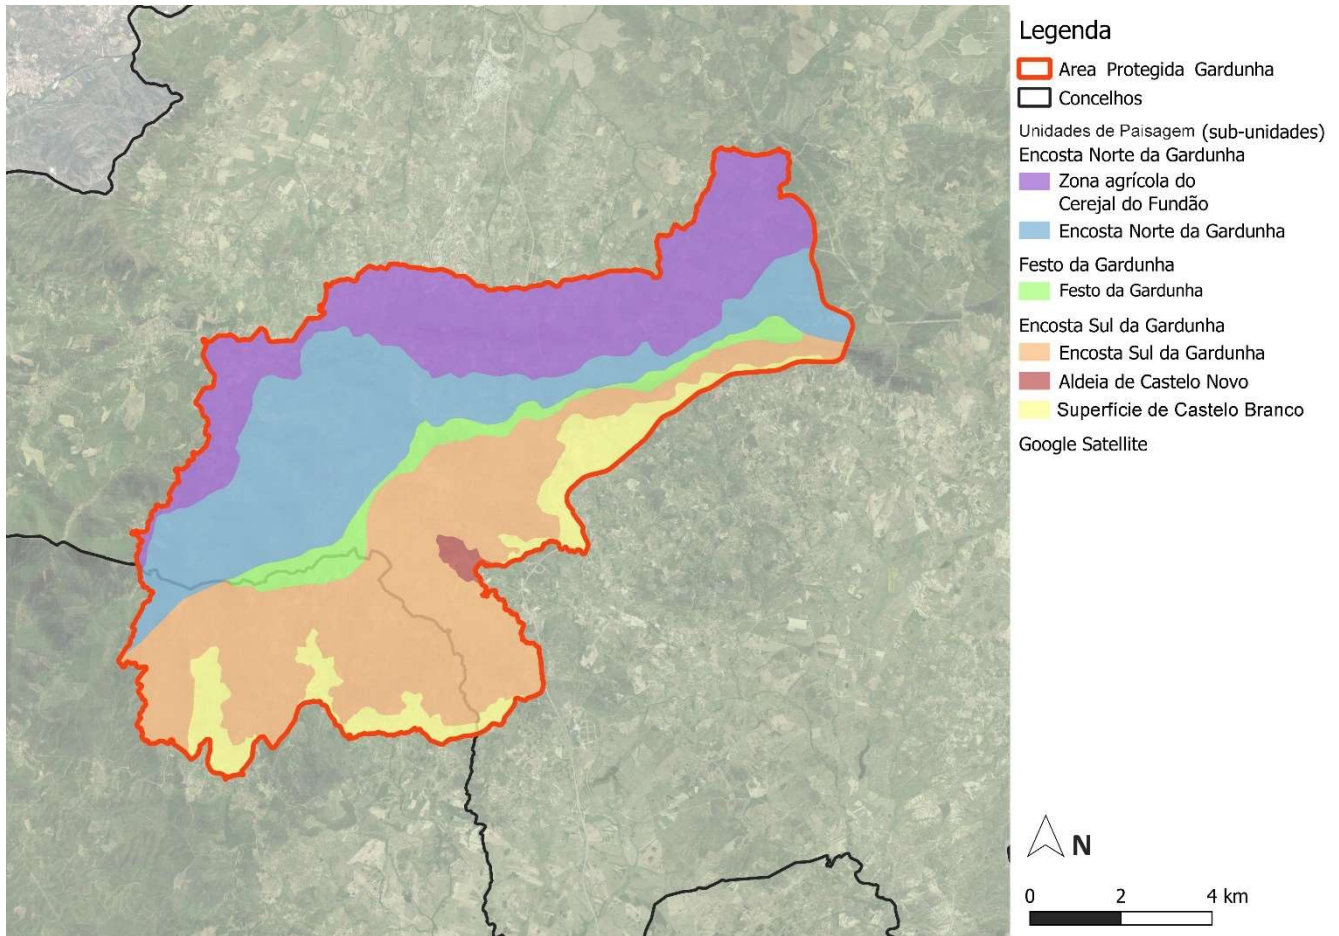 Legenda
Area Protegida Gardunha
Concelhos
Unidades de Paisagem (sub-unidades)
Encosta Norte da Gardunha
Zona agrícola do
Cerejal do Fundão
Encosta Norte da Gardunha
Festo da Gardunha
Festo da Gardunha
Encosta Sul da Gardunha
Encosta Sul da Gardunha
Aldeia de Castelo Novo
Superfície de Castelo Branco
Google Satellite
N
0 2 4 km